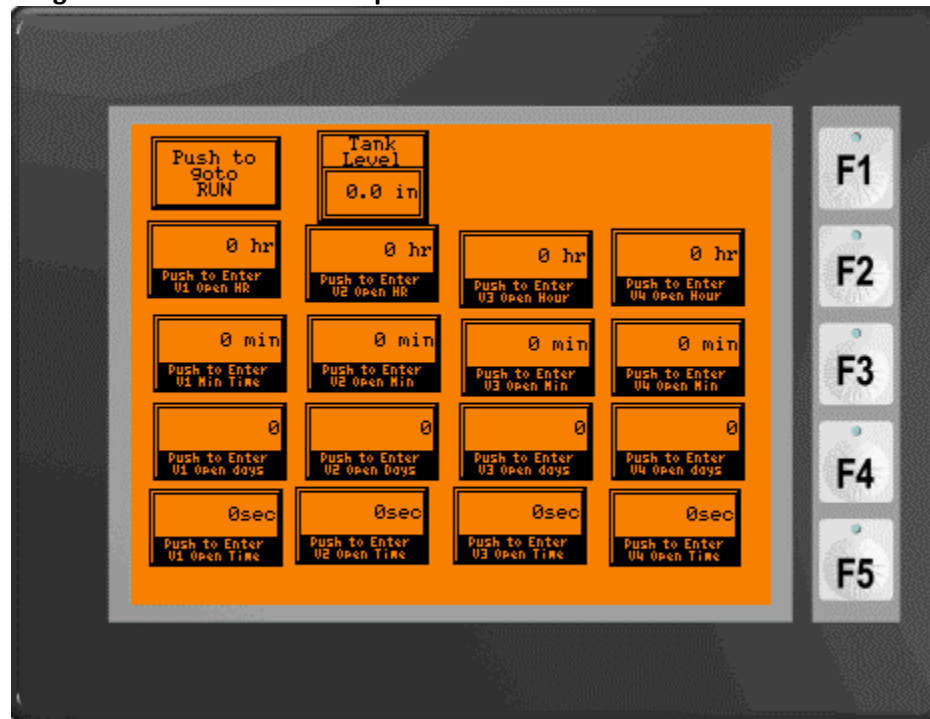 Push to
goto
RUN
Tank
Level
0.0 in
F1
0 hr
Push to Enter
V1 Open HR
0 hr
Push to Enter
V2 Open HR
0 hr
Push to Enter
V3 Open Hour
0 hr
Push to Enter
V4 Open Hour
F2
0 min
Push to Enter
V1 Min Time
0 min
Push to Enter
V2 Open Min
0 min
Push to Enter
V3 Open Min
0 min
Push to Enter
V4 Open Min
F3
0
Push to Enter
V1 Open days
0
Push to Enter
V2 Open Days
0
Push to Enter
V3 Open days
0
Push to Enter
V4 Open days
F4
0sec
Push to Enter
V1 Open Time
0sec
Push to Enter
V2 Open Time
0sec
Push to Enter
V3 Open Time
0sec
Push to Enter
V4 Open Time
F5